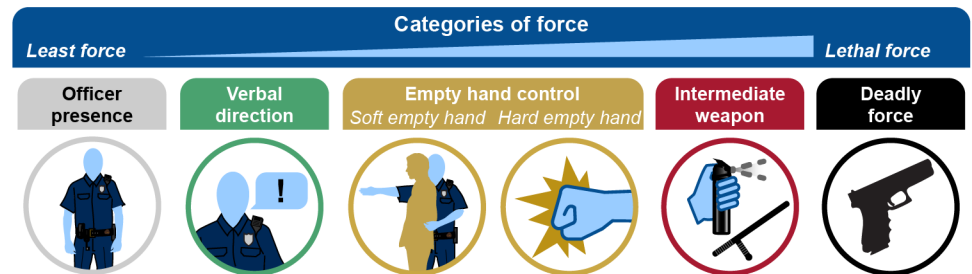 Categories of force
Least force
Lethal force
Officer
presence
Verbal
direction
Empty hand control
Soft empty hand
Hard empty hand
Intermediate
weapon
Deadly
force
!